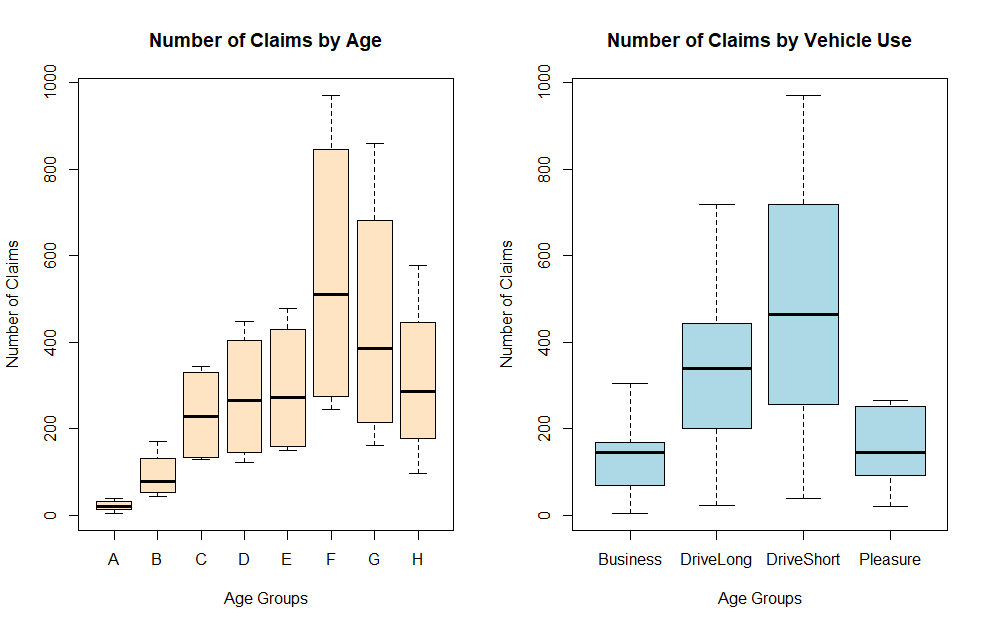 Number of Claims by Age
Number of Claims
1000
800
600
400
200
0
A B C D E F G H
Age Groups
Number of Claims by Vehicle Use
Number of Claims
1000
800
600
400
200
0
Business DriveLong DriveShort Pleasure
Age Groups